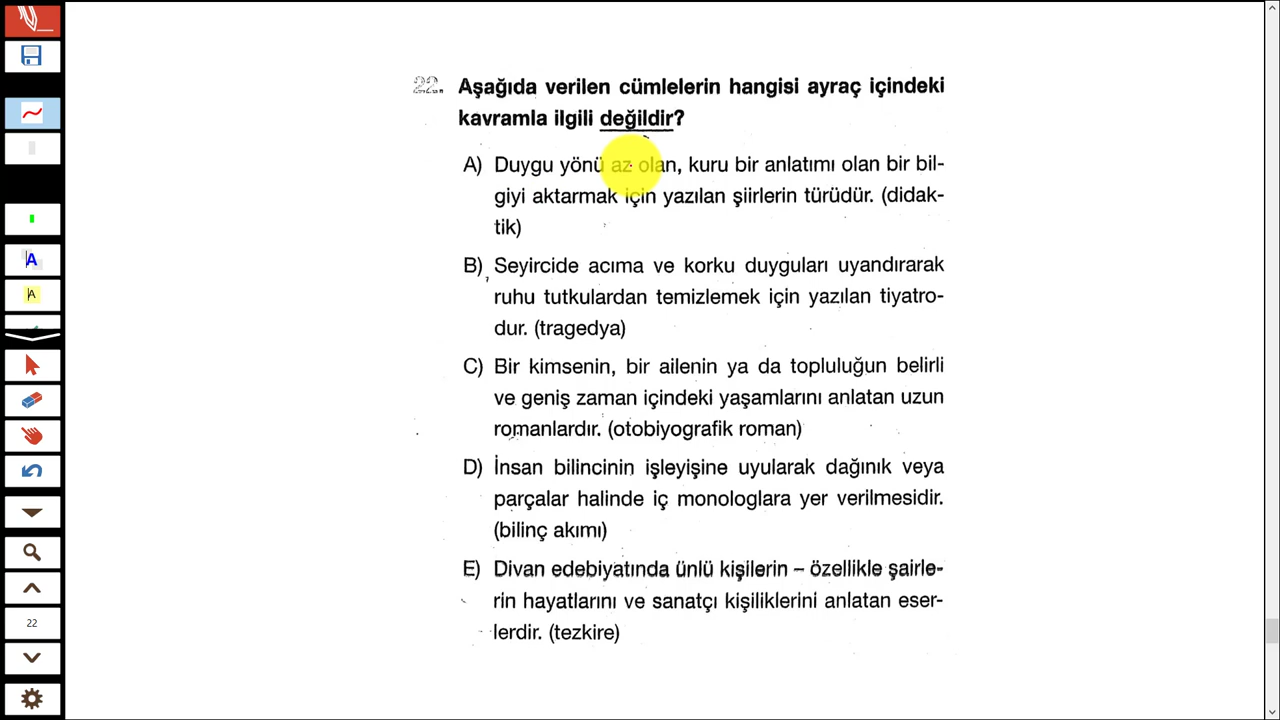 22. Aşağıda verilen cümlelerin hangisi ayraç içindeki
kavramla ilgili değildir?
A) Duygu yönü az olan, kuru bir anlatımı olan bir bil-
giyi aktarmak için yazılan şiirlerin türüdür. (didak-
tik)
B) Seyircide acıma ve korku duyguları uyandırarak
ruhu tutkulardan temizlemek için yazılan tiyatro-
dur. (tragedya)
C) Bir kimsenin, bir ailenin ya da topluluğun belirli
ve geniş zaman içindeki yaşamlarını anlatan uzun
romanlardır. (otobiyografik roman)
D) İnsan bilincinin işleyişine uyularak dağınık veya
parçalar halinde iç monologlara yer verilmesidir.
(bilinç akımı)
E) Divan edebiyatında ünlü kişilerin – özellikle şairle-
rin hayatlarını ve sanatçı kişiliklerini anlatan eser-
lerdir. (tezkire)
A
A
22